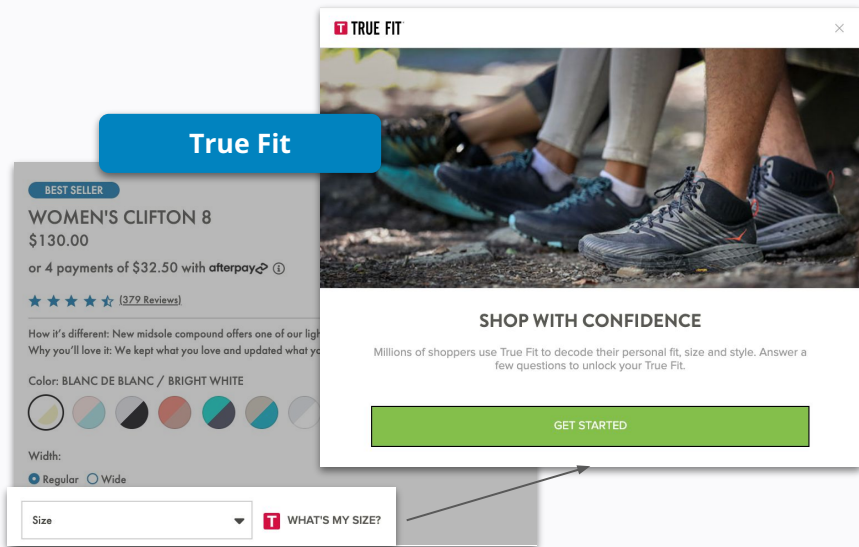 TRUE FIT
True Fit
BEST SELLER
WOMEN'S CLIFTON 8
$130.00
or 4 payments of $32.50 with afterpay
(379 Reviews)
How it's different: New midsole compound offers one of our
Why you'll love it: We kept what you love and updated what
Color: BLANC DE BLANC / BRIGHT WHITE
Width:
Regular Wide
Size
WHAT'S MY SIZE?
SHOP WITH CONFIDENCE
Millions of shoppers use True Fit to decode their personal fit, size and style. Answer a
few questions to unlock your True Fit.
GET STARTED